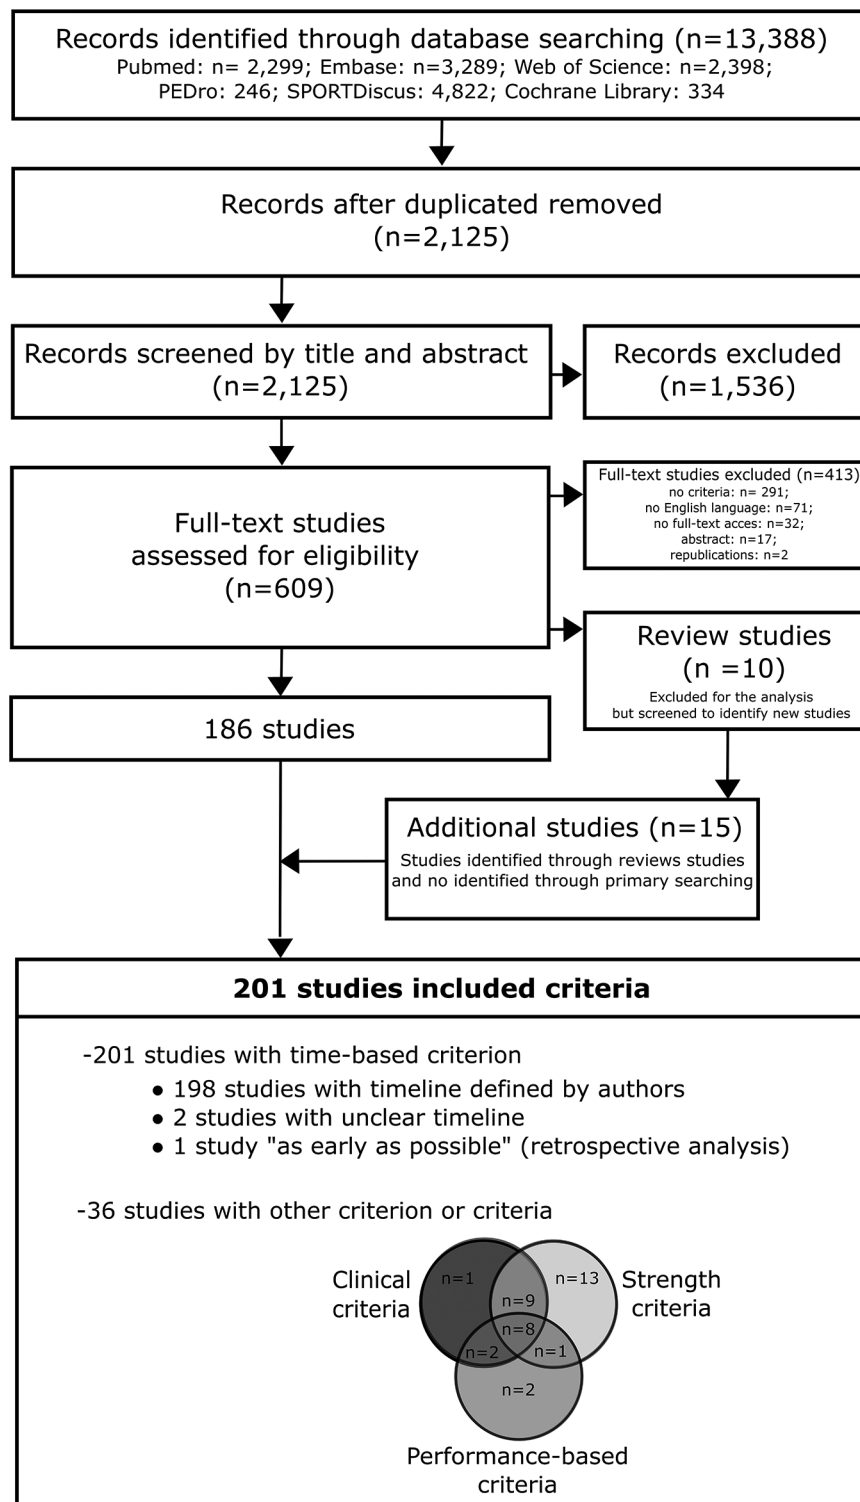 Records identified through database searching (n=13,388)
Pubmed: n= 2,299; Embase: n=3,289; Web of Science: n=2,398;
PEDro: 246; SPORTDiscus: 4,822; Cochrane Library: 334
Records after duplicated removed
(n=2,125)
Records screened by title and abstract
(n=2,125)
Records excluded
(n=1,536)
Full-text studies
assessed for eligibility
(n=609)
Full-text studies excluded (n=413)
no criteria: n= 291;
no English language: n=71;
no full-text acces: n=32;
abstract: n=17;
republications: n=2
Review studies
(n =10)
Excluded for the analysis
but screened to identify new studies
186 studies
Additional studies (n=15)
Studies identified through reviews studies
and no identified through primary searching
201 studies included criteria
-201 studies with time-based criterion
● 198 studies with timeline defined by authors
● 2 studies with unclear timeline
● 1 study "as early as possible" (retrospective analysis)
-36 studies with other criterion or criteria
Clinical
criteria
n=1
n=13
Strength
criteria
n=9
n=8
n=2
n=1
n=2
Performance-based
criteria